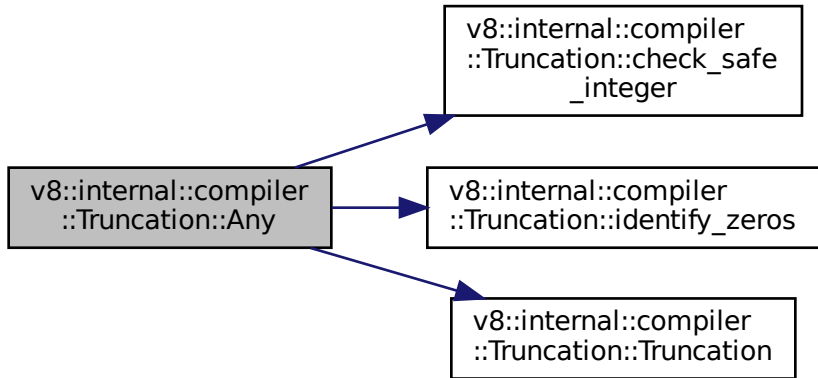 v8::internal::compiler
::Truncation::check_safe
_integer
v8::internal::compiler
::Truncation::Any
v8::internal::compiler
::Truncation::identify_zeros
v8::internal::compiler
::Truncation::Truncation